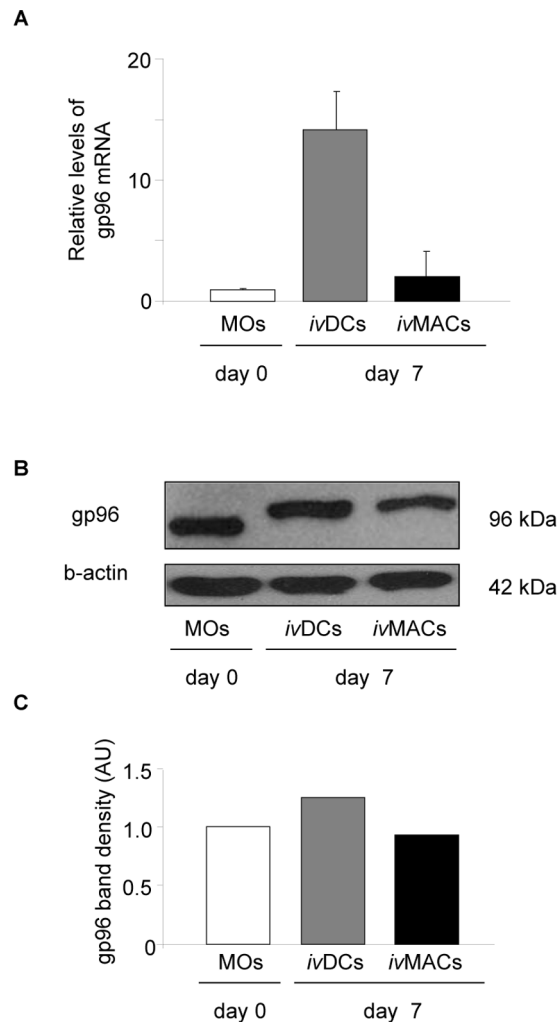 A
Relative levels of
gp96 mRNA
20
10
0
MOs ivDCs ivMACs
day 0 day 7
B
gp96 96 kDa
b-actin 42 kDa
MOs ivDCs ivMACs
day 0 day 7
C
gp96 band density (AU)
1.5
1.0
0.5
0
MOs ivDCs ivMACs
day 0 day 7